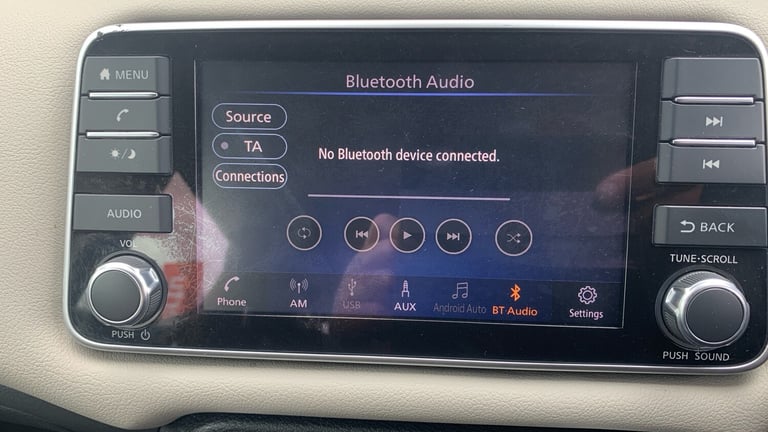 MENU
AUDIO
VOL
PUSH
Bluetooth Audio
Source
TA
Connections
No Bluetooth device connected.
Phone
AM
USB
AUX
Android Auto
BT Audio
Settings
BACK
TUNE·SCROLL
PUSH SOUND